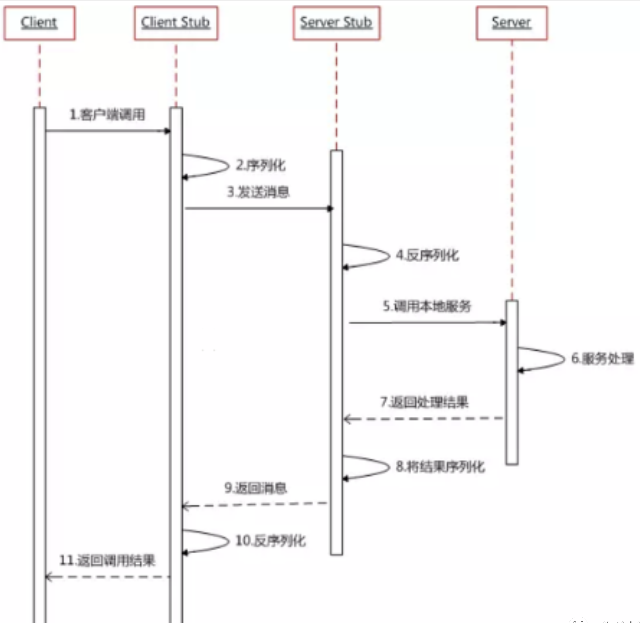 Client
Client Stub
Server Stub
Server
1.客户端调用
2.序列化
3.发送消息
4.反序列化
5.调用本地服务
6.服务处理
7.返回处理结果
8.将结果序列化
9.返回消息
10.反序列化
11.返回调用结果